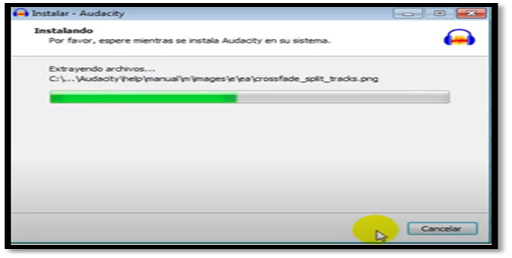 Instalar - Audacity
Instalando
Por favor, espere mientras se instala Audacity en su sistema.
Extrayendo archivos...
C:\...\Audacity\help\manual\m\images\e\ea\crossfade_split_tracks.png
Cancelar